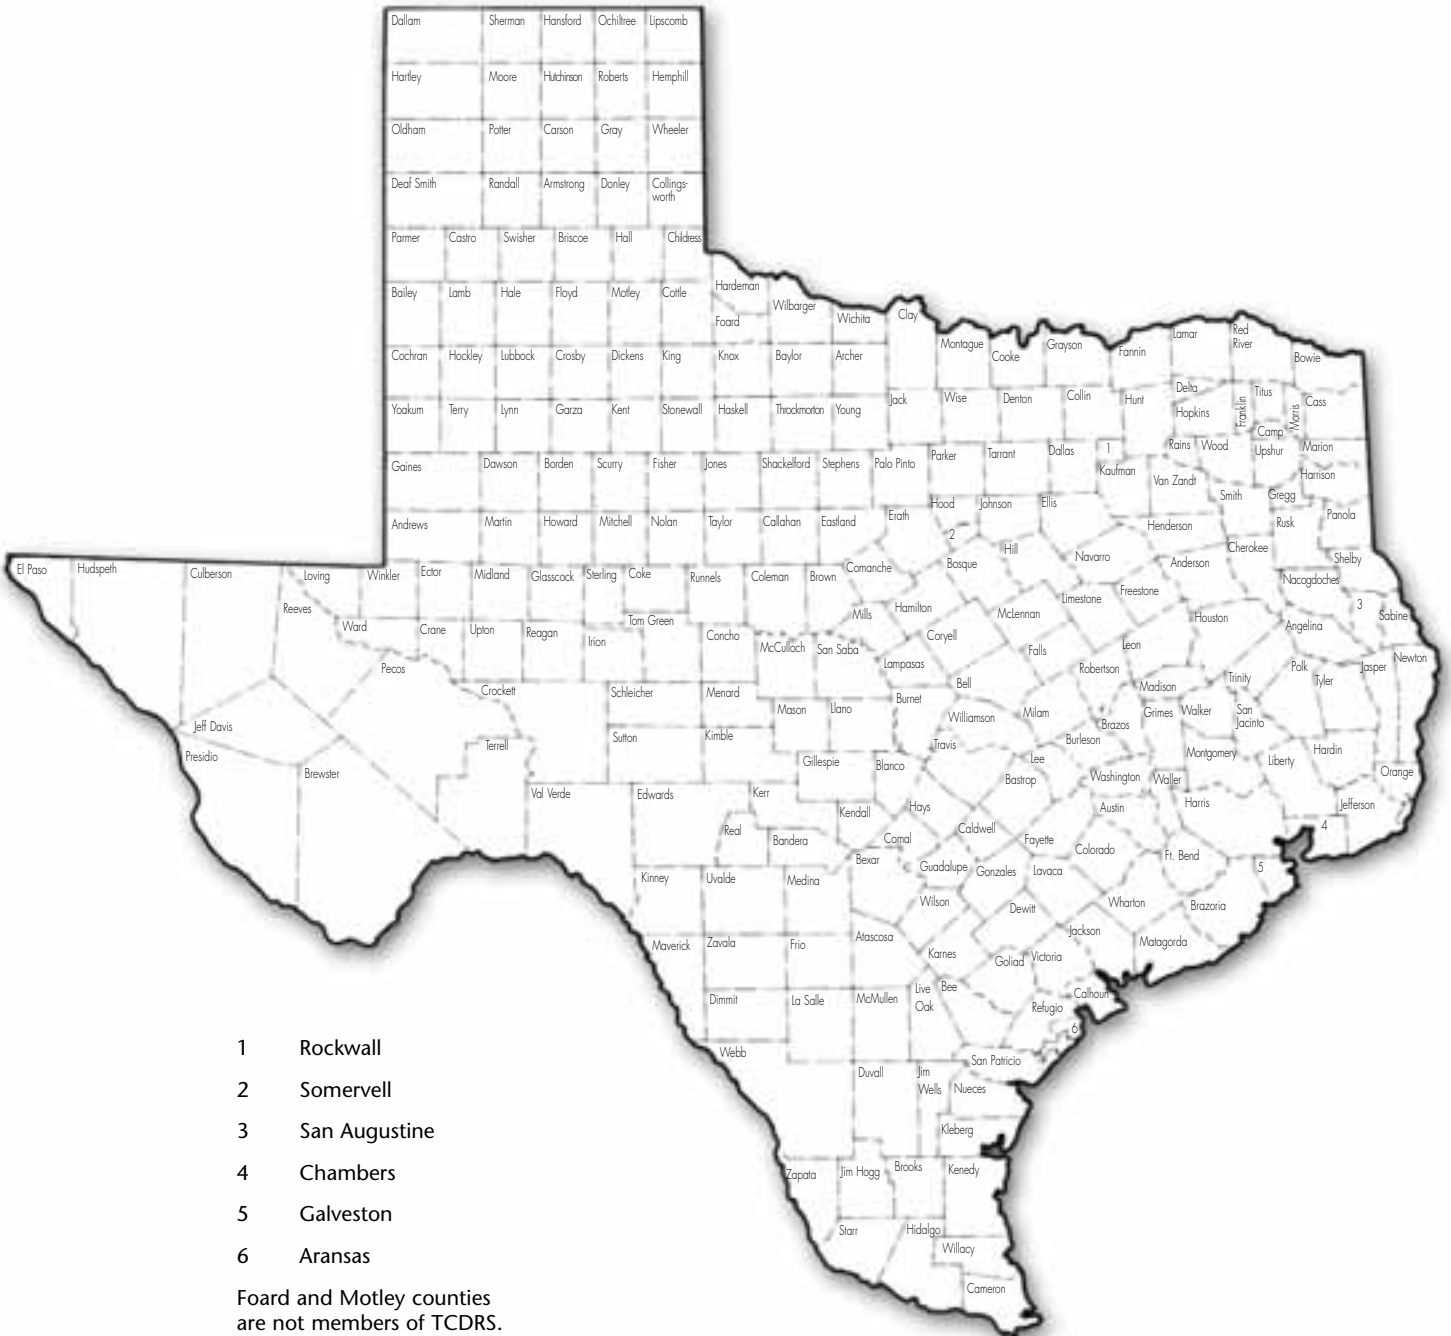 Dallam Sherman Hansford Ochiltree Lipscomb
Hartley Moore Hutchinson Roberts Hemphill
Oldham Potter Carson Gray Wheeler
Deaf Smith Randall Armstrong Donley Collings-
worth
Parmer Castro Swisher Briscoe Hall Childress
Bailey Lamb Hale Floyd Motley Cottle Hardeman
Wilbarger
Foard Wichita Clay
Cochran Hockley Lubbock Crosby Dickens King Knox Baylor Archer Montague Cooke Grayson Fannin Lamar Red
River
Bowie
Yoakum Terry Lynn Garza Kent Stonewall Haskell Throckmorton Young Jack Wise Denton Collin Hunt Delta
Hopkins Franklin Titus Morris Cass
Camp
Gaines Dawson Borden Scurry Fisher Jones Shackelford Stephens Palo Pinto Parker Tarrant Dallas 1 Rains Wood Upshur Marion
Kaufman Van Zandt Harrison
Smith Gregg
Andrews Martin Howard Mitchell Nolan Taylor Callahan Eastland Erath Hood Johnson Ellis Henderson Rusk Panola
2 Hill Navarro Cherokee
El Paso Hudspeth Culberson Loving Winkler Ector Midland Glasscock Sterling Coke Runnels Coleman Brown Comanche Bosque Anderson Shelby
Nacogdoches
Reeves Mills Hamilton McLennan Limestone Freestone Houston 3 Sabine
Ward Crane Upton Reagan Irion Tom Green Concho McCulloch San Saba Coryell Falls Leon Angelina
Pecos Lampasas Robertson Polk Jasper Newton
Crockett Schleicher Menard Bell Madison Trinity Tyler
Mason Llano Burnet Williamson Milam Brazos Grimes Walker San
Jacinto
Jeff Davis Terrell Sutton Kimble Travis Burleson
Presidio Brewster Gillespie Blanco Lee Montgomery Liberty Hardin
Bastrop Washington Waller Orange
Val Verde Edwards Kerr Kendall Hays Austin Harris Jefferson
Real Bandera Comal Caldwell Fayette Colorado 4
Kinney Uvalde Medina Bexar Guadalupe Gonzales Lavaca Ft. Bend 5
Wilson Dewitt Wharton Brazoria
Maverick Zavala Frio Atascosa Karnes Goliad Victoria Jackson Matagorda
Dimmit La Salle McMullen Live
Oak Bee Refugio Calhoun
6
Webb Duvall Jim
Wells San Patricio
Nueces
Kleberg
Zapata Jim Hogg Brooks Kenedy
Starr Hidalgo
Willacy
Cameron
1 Rockwall
2 Somervell
3 San Augustine
4 Chambers
5 Galveston
6 Aransas
Foard and Motley counties
are not members of TCDRS.